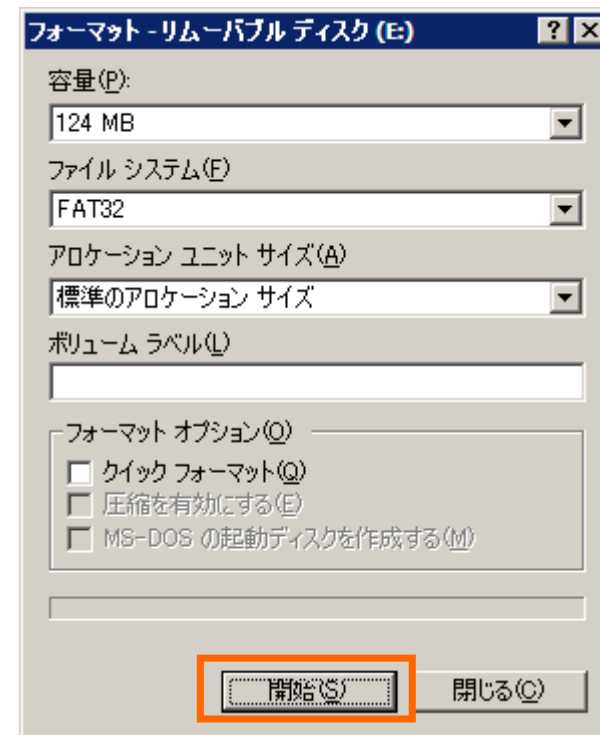 フォーマット - リムーバブル ディスク (E:)
容量(P):
124 MB
ファイル システム(F)
FAT32
アロケーション ユニット サイズ(A)
標準のアロケーション サイズ
ボリューム ラベル(L)
フォーマット オプション(O)
クイック フォーマット(Q)
圧縮を有効にする(E)
MS-DOS の起動ディスクを作成する(M)
開始(S) 閉じる(C)